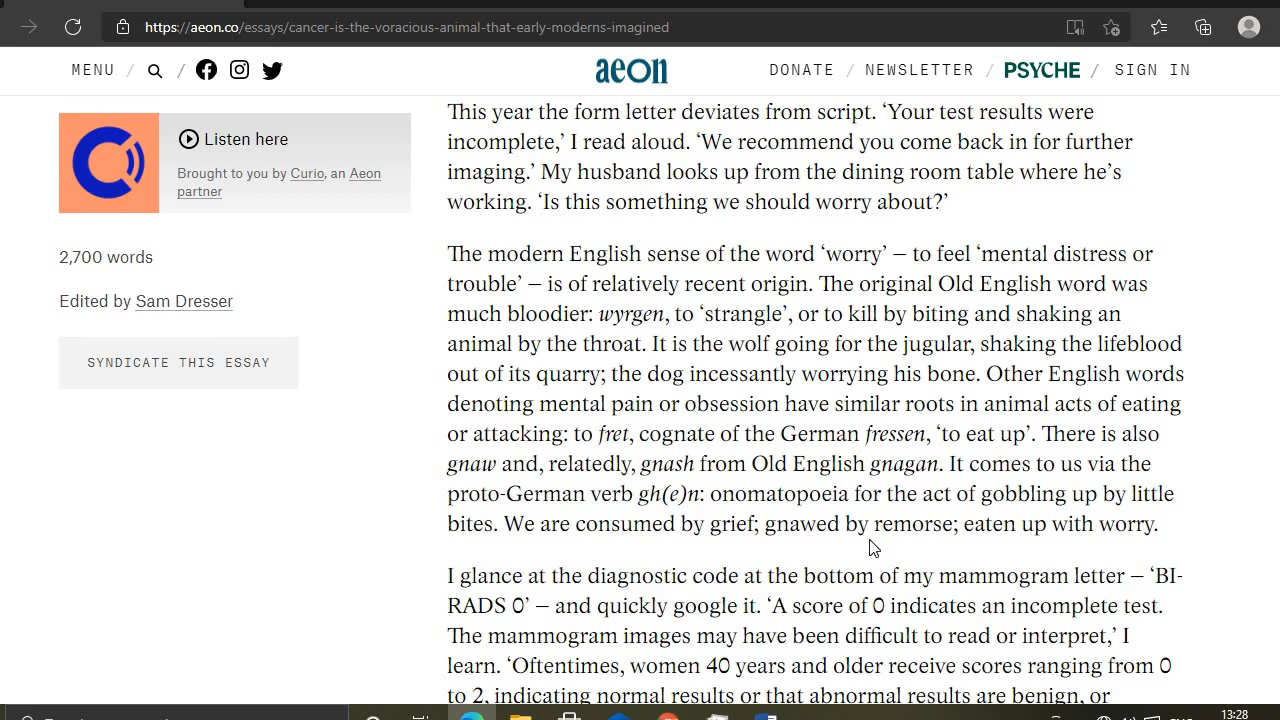 https://aeon.co/essays/cancer-is-the-voracious-animal-that-early-moderns-imagined
MENU / /
aeon
DONATE / NEWSLETTER / PSYCHE / SIGN IN
Listen here
Brought to you by Curio, an Aeon
partner
2,700 words
Edited by Sam Dresser
SYNDICATE THIS ESSAY
This year the form letter deviates from script. ‘Your test results were
incomplete,’ I read aloud. ‘We recommend you come back in for further
imaging.’ My husband looks up from the dining room table where he’s
working. ‘Is this something we should worry about?’
The modern English sense of the word ‘worry’ – to feel ‘mental distress or
trouble’ – is of relatively recent origin. The original Old English word was
much bloodier: wyrgen, to ‘strangle’, or to kill by biting and shaking an
animal by the throat. It is the wolf going for the jugular, shaking the lifeblood
out of its quarry; the dog incessantly worrying his bone. Other English words
denoting mental pain or obsession have similar roots in animal acts of eating
or attacking: to fret, cognate of the German fressen, ‘to eat up’. There is also
gnaw and, relatedly, gnash from Old English gnagan. It comes to us via the
proto-German verb gh(e)n: onomatopoeia for the act of gobbling up by little
bites. We are consumed by grief; gnawed by remorse; eaten up with worry.
I glance at the diagnostic code at the bottom of my mammogram letter – ‘BI-
RADS 0’ – and quickly google it. ‘A score of 0 indicates an incomplete test.
The mammogram images may have been difficult to read or interpret,’ I
learn. ‘Oftentimes, women 40 years and older receive scores ranging from 0
to 2, indicating normal results or that abnormal results are benign, or
13:28